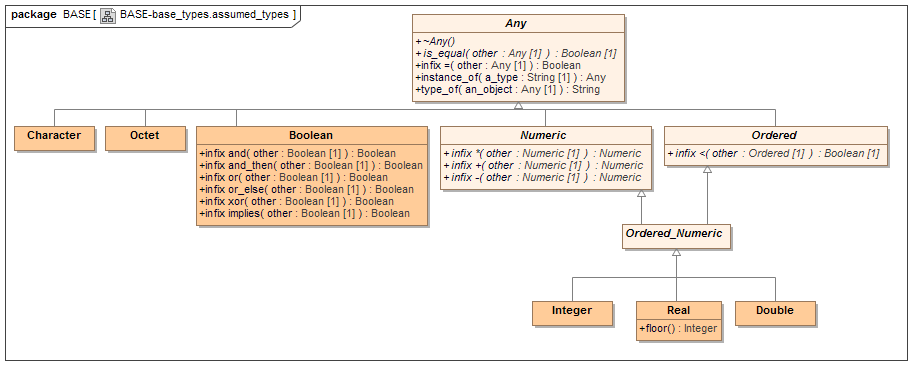 package BASE [ BASE-base_types.assumed_types ]
Any
+~Any()
+is_equal( other : Any [1] ) : Boolean [1]
+infix =( other : Any [1] ) : Boolean
+instance_of( a_type : String [1] ) : Any
+type_of( an_object : Any [1] ) : String
Character
Octet
Boolean
+infix and( other : Boolean [1] ) : Boolean
+infix and_then( other : Boolean [1] ) : Boolean
+infix or( other : Boolean [1] ) : Boolean
+infix or_else( other : Boolean [1] ) : Boolean
+infix xor( other : Boolean [1] ) : Boolean
+infix implies( other : Boolean [1] ) : Boolean
Numeric
+infix *( other : Numeric [1] ) : Numeric
+infix +( other : Numeric [1] ) : Numeric
+infix -( other : Numeric [1] ) : Numeric
Ordered
+infix <( other : Ordered [1] ) : Boolean [1]
Ordered_Numeric
Integer
Real
+floor() : Integer
Double